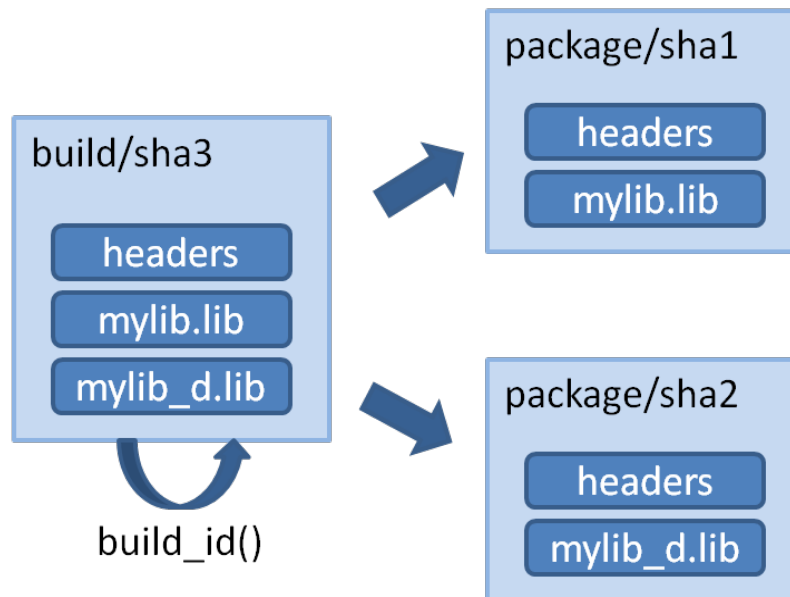 build/sha3
headers
mylib.lib
mylib_d.lib
build_id()
package/sha1
headers
mylib.lib
package/sha2
headers
mylib_d.lib